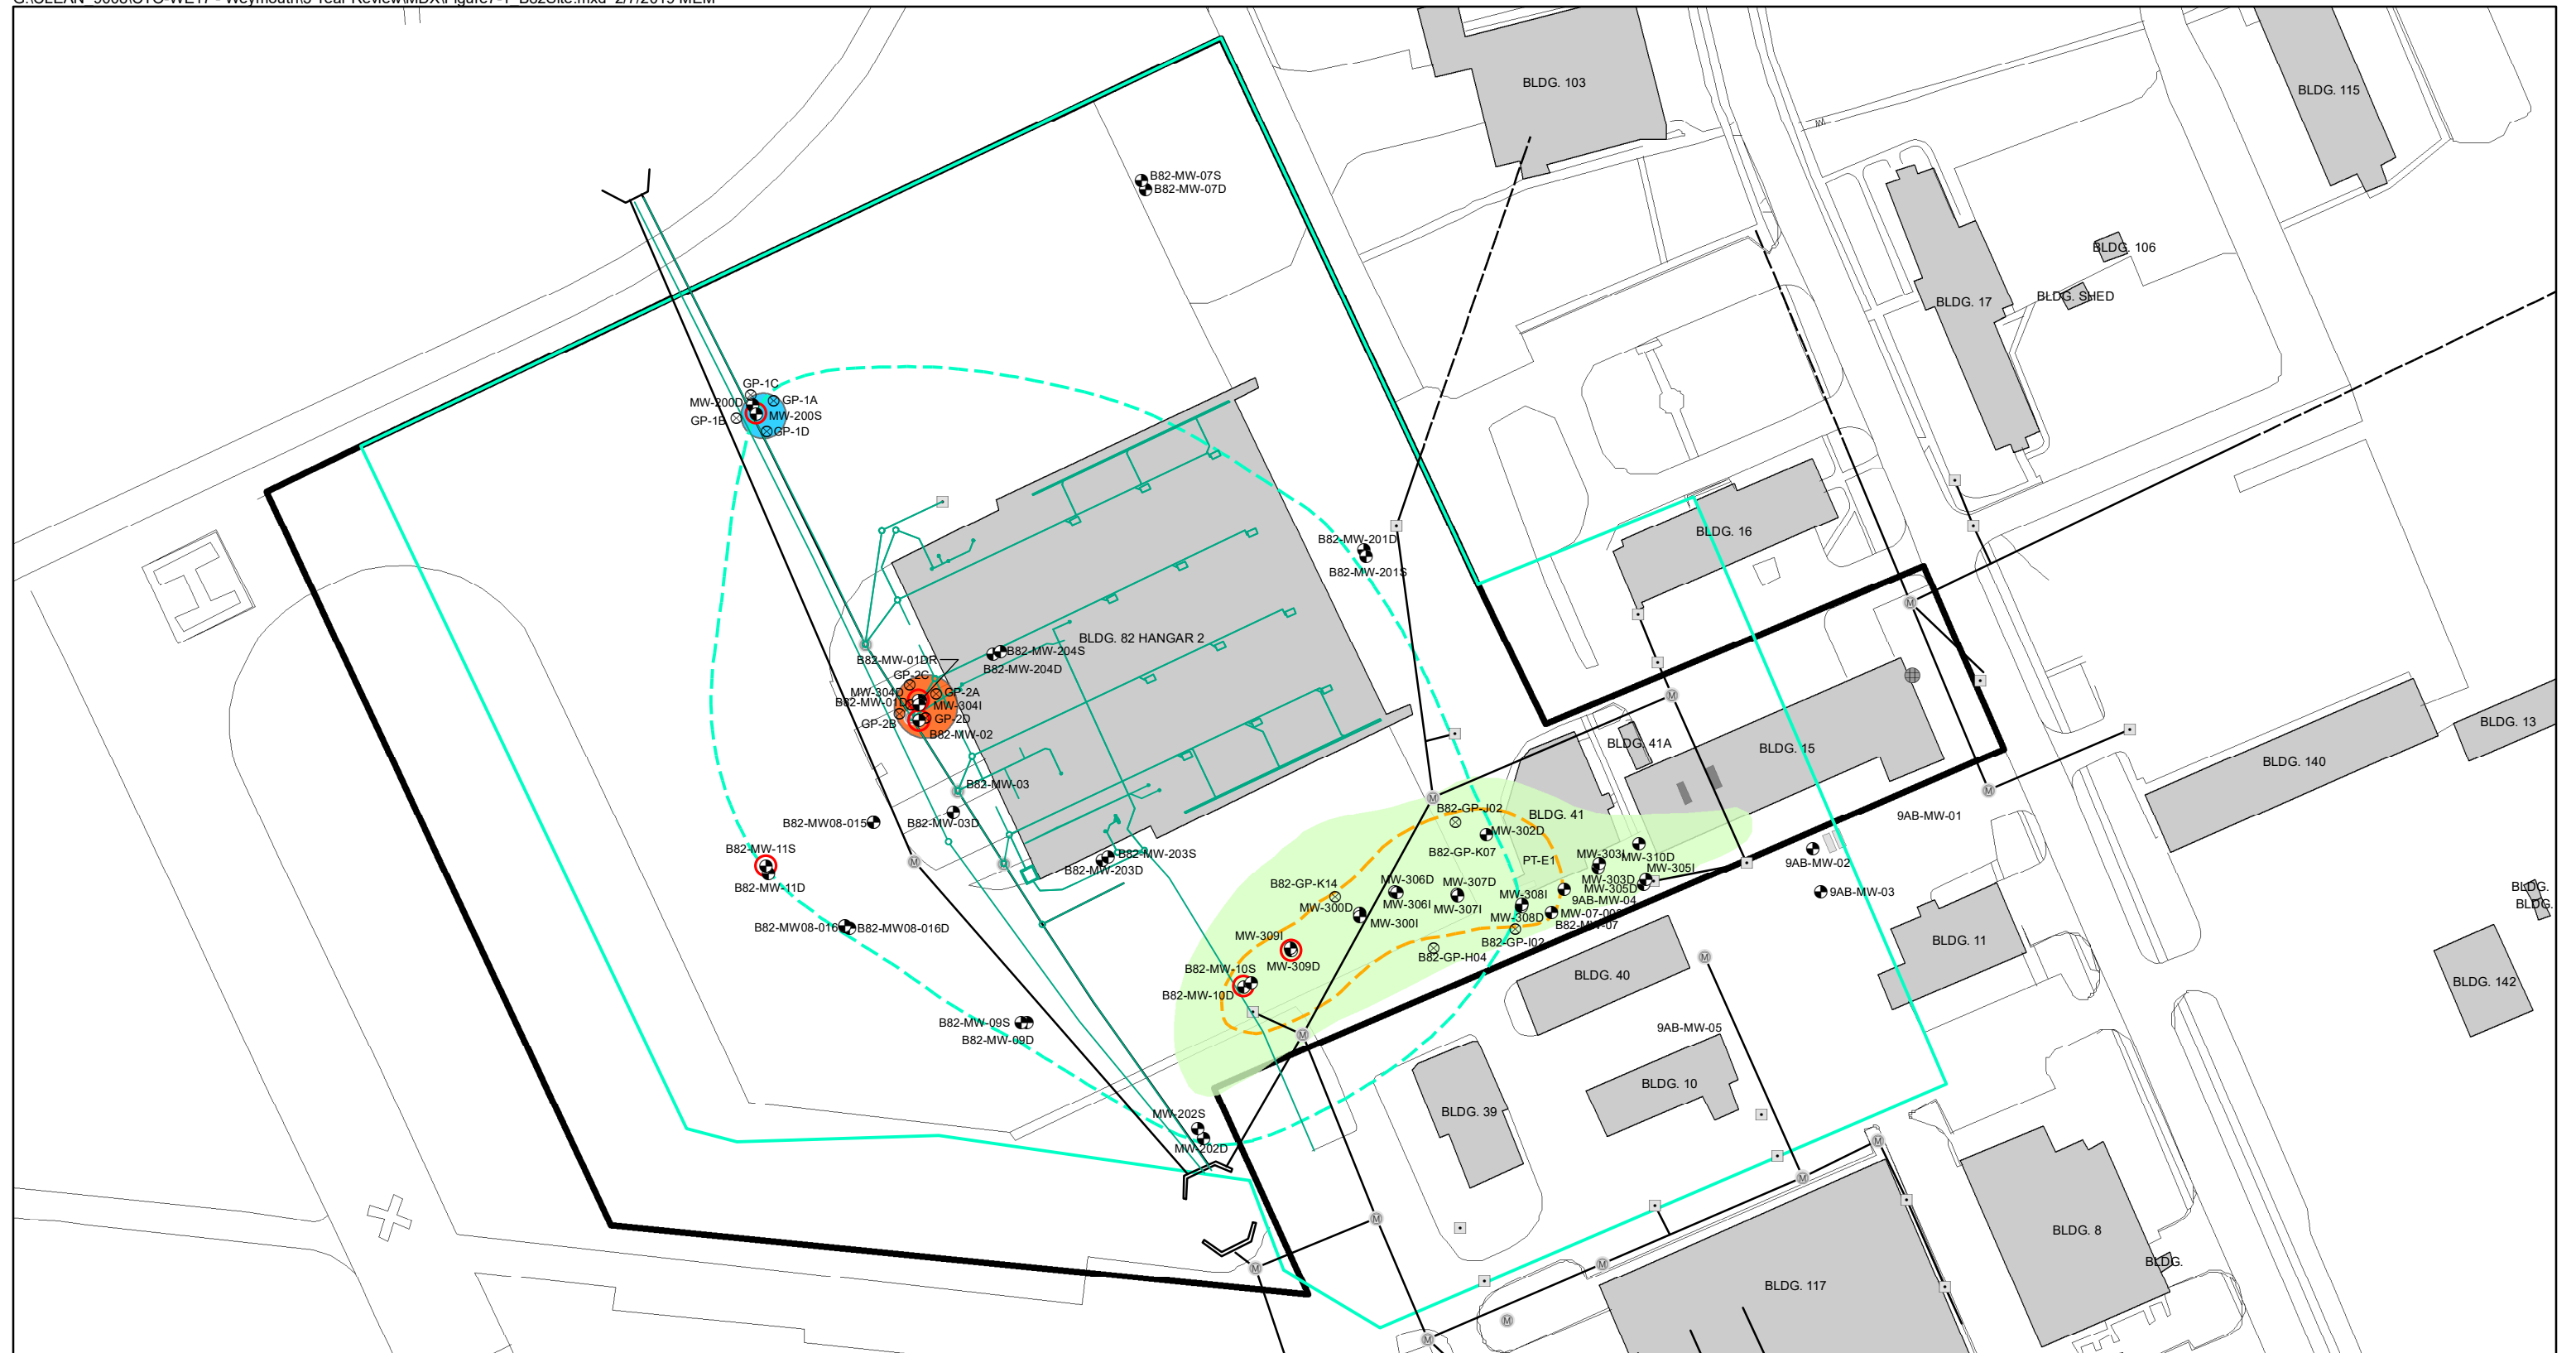 BLDG. 103
BLDG. 115
B82-MW-07S
B82-MW-07D
BLDG. 106
BLDG. SHED
BLDG. 17
GP-1C
MW-200D
GP-1A
GP-1B
MW-200S
GP-1D
B82-MW-201D
B82-MW-201S
BLDG. 16
BLDG. 82 HANGAR 2
B82-MW-204S
B82-MW-204D
B82-MW-01DR
GP-2C
MW-304D
GP-2A
B82-MW-01D
MW-304I
GP-2B
GP-2D
B82-MW-02
BLDG. 13
BLDG. 41A
BLDG. 15
BLDG. 140
B82-MW-03
B82-MW08-015
B82-MW-03D
B82-GP-J02
BLDG. 41
9AB-MW-01
MW-302D
B82-MW-11S
B82-MW-203S
B82-GP-K07
PT-E1
MW-303I
MW-310D
9AB-MW-02
B82-MW-203D
MW-305I
B82-MW-11D
B82-GP-K14
MW-306D
MW-307D
MW-303D
MW-305D
9AB-MW-03
BLDG.
BLDG.
MW-308I
9AB-MW-04
MW-300D
MW-306I
MW-307I
MW-308D
B82-MW08-016
B82-MW08-016D
MW-300I
MW-309I
B82-GP-I02
BLDG. 11
B82-GP-H04
MW-309D
B82-MW-10S
BLDG. 40
BLDG. 142
B82-MW-10D
B82-MW-09S
9AB-MW-05
B82-MW-09D
BLDG. 10
MW-202S
BLDG. 39
MW-202D
BLDG. 8
BLDG.
BLDG. 117